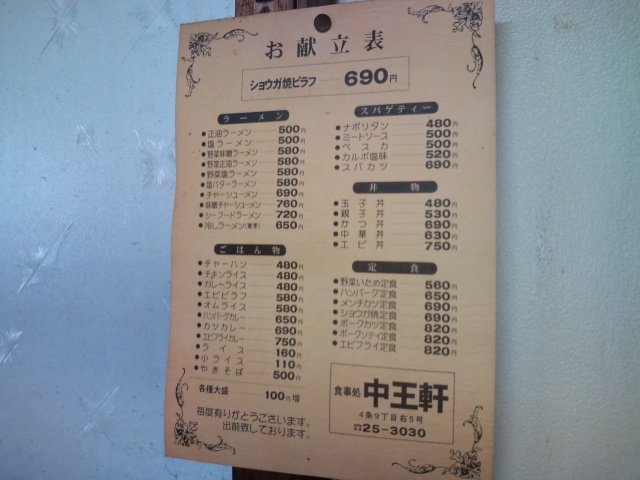 お献立表
ショウガ焼ピラフ 690円
ラーメン
正油ラーメン 500円
塩ラーメン 500円
野菜味噌ラーメン 580円
野菜正油ラーメン 580円
野菜塩ラーメン 580円
塩バターラーメン 580円
チャーシューメン 690円
味噌チャーシューメン 760円
シーフードラーメン 720円
冷しラーメン(夏季) 650円
ごはん物
チャーハン 480円
チキンライス 480円
カレーライス 480円
エビピラフ 580円
オムライス 580円
ハンバーグカレー 650円
カツカレー 690円
エビフライカレー 750円
ライス 160円
小ライス 110円
やきそば 500円
各種大盛 100円増
毎度有りがとうございます。
出前致しております。
スパゲティー
ナポリタン 480円
ミートソース 500円
ペスカ 500円
カルボ塩味 520円
スパカツ 690円
丼物
玉子丼 480円
親子丼 530円
かつ丼 690円
中華丼 630円
エビ丼 750円
定食
野菜いため定食 560円
ハンバーグ定食 650円
メンチカツ定食 690円
ショウガ焼定食 690円
ポークカツ定食 820円
ポークソティ定食 820円
エビフライ定食 820円
食事処 中王軒
4条9丁目右5号
☎25-3030